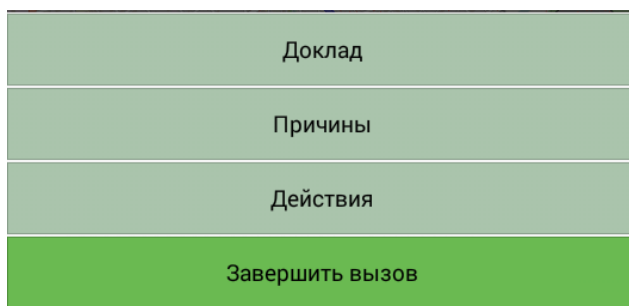 Доклад
Причины
Действия
Завершить вызов